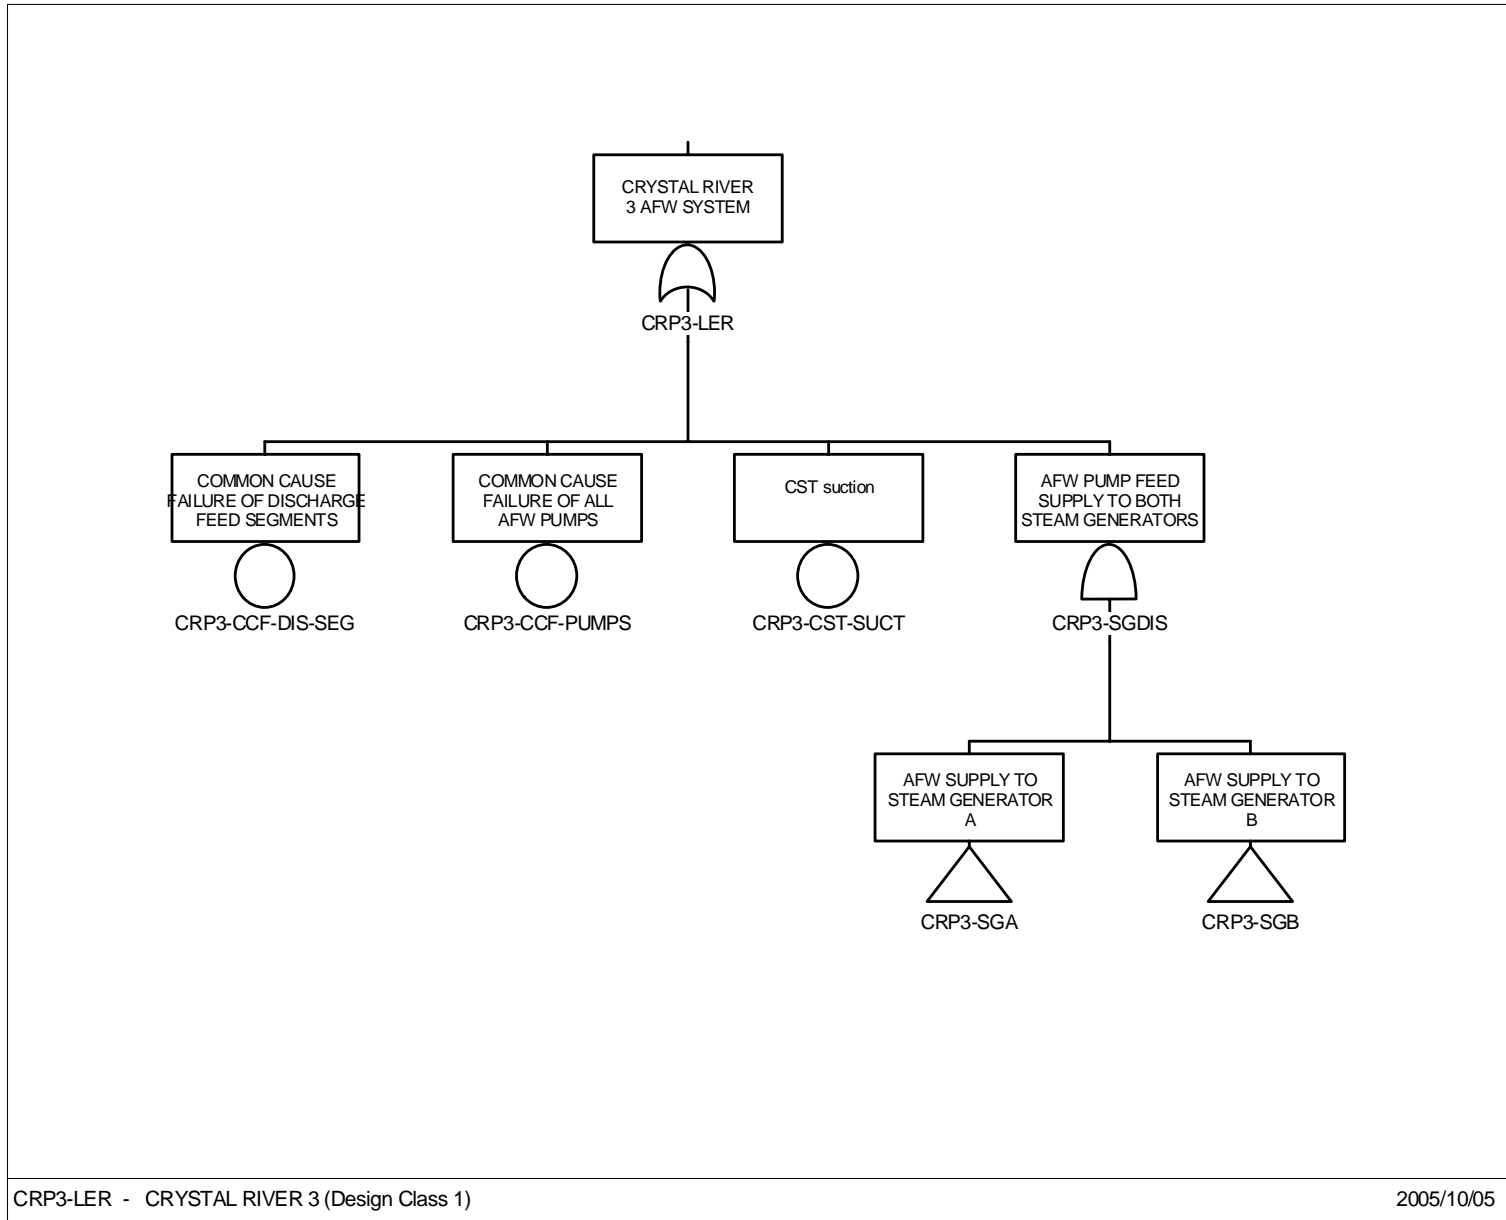 CRYSTAL RIVER
3 AFW SYSTEM
CRP3-LER
COMMON CAUSE
FAILURE OF DISCHARGE
FEED SEGMENTS
CRP3-CCF-DIS-SEG
COMMON CAUSE
FAILURE OF ALL
AFW PUMPS
CRP3-CCF-PUMPS
CST suction
CRP3-CST-SUCT
AFW PUMP FEED
SUPPLY TO BOTH
STEAM GENERATORS
CRP3-SGDIS
AFW SUPPLY TO
STEAM GENERATOR
A
CRP3-SGA
AFW SUPPLY TO
STEAM GENERATOR
B
CRP3-SGB
CRP3-LER - CRYSTAL RIVER 3 (Design Class 1)
2005/10/05